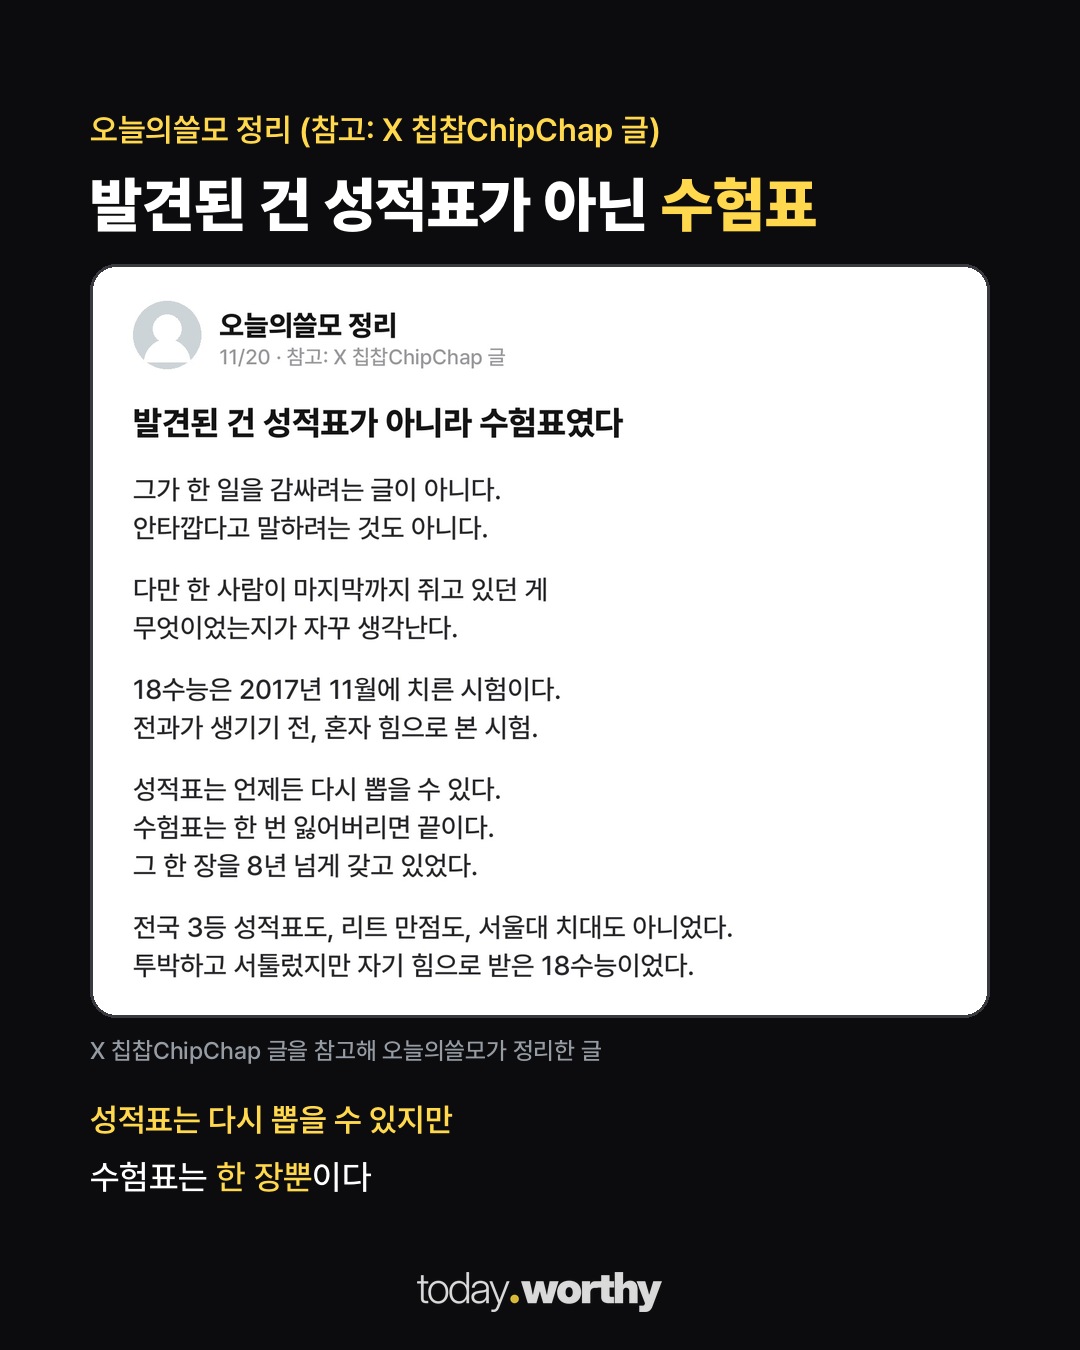 오늘의쓸모 정리 (참고: X 칩찹ChipChap 글)
발견된 건 성적표가 아닌 수험표
오늘의쓸모 정리
11/20 · 참고: X 칩찹ChipChap 글
발견된 건 성적표가 아니라 수험표였다
그가 한 일을 감싸려는 글이 아니다.
안타깝다고 말하려는 것도 아니다.
다만 한 사람이 마지막까지 쥐고 있던 게
무엇이었는지가 자꾸 생각난다.
18수능은 2017년 11월에 치른 시험이다.
전과가 생기기 전, 혼자 힘으로 본 시험.
성적표는 언제든 다시 뽑을 수 있다.
수험표는 한 번 잃어버리면 끝이다.
그 한 장을 8년 넘게 갖고 있었다.
전국 3등 성적표도, 리트 만점도, 서울대 치대도 아니었다.
투박하고 서툴렀지만 자기 힘으로 받은 18수능이었다.
X 칩찹ChipChap 글을 참고해 오늘의쓸모가 정리한 글
성적표는 다시 뽑을 수 있지만
수험표는 한 장뿐이다
today.worthy